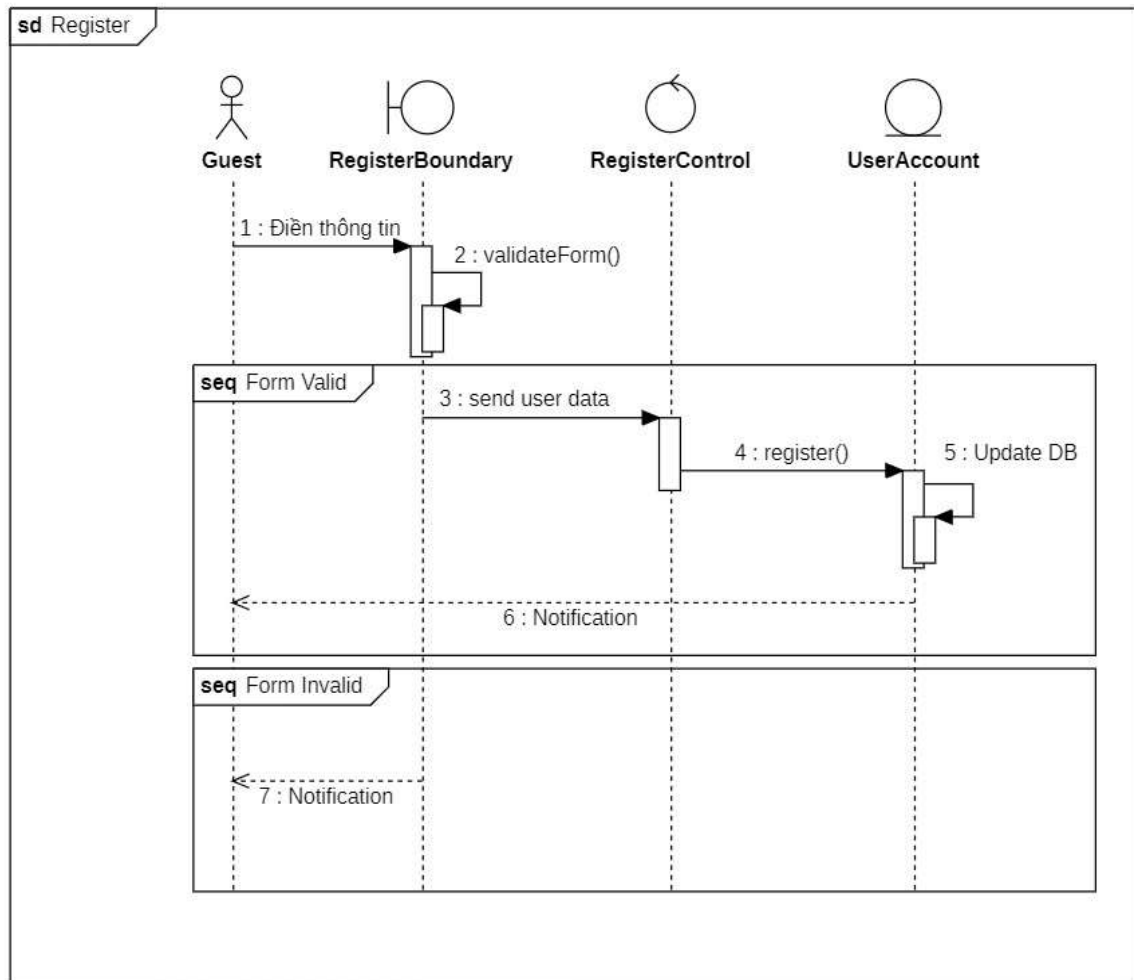 sd Register
Guest
RegisterBoundary
RegisterControl
UserAccount
1 : Điền thông tin
2 : validateForm()
seq Form Valid
3 : send user data
4 : register()
5 : Update DB
6 : Notification
seq Form Invalid
7 : Notification